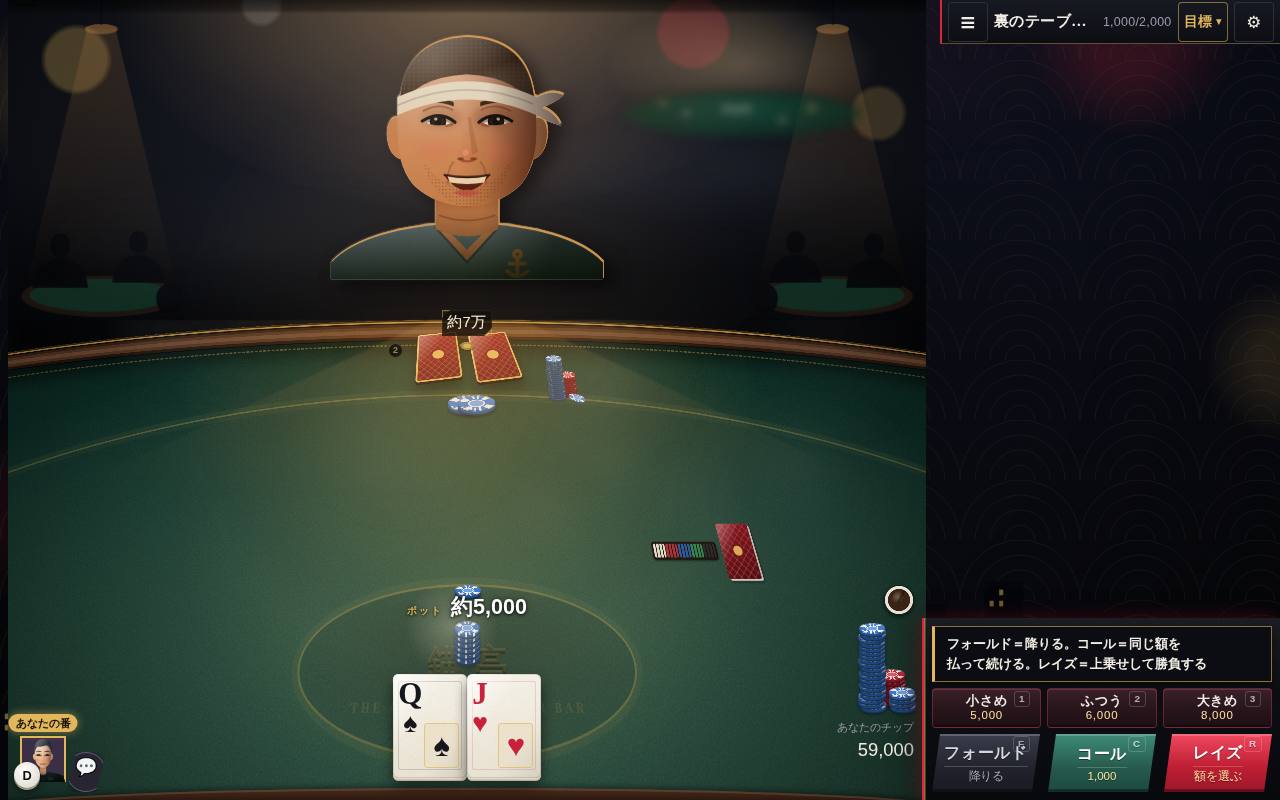 裏のテーブ…
1,000/2,000
目標▼
約7万
2
ポット 約5,000
THE BAR
Q
J
あなたの番
D
あなたのチップ
59,000
フォールド=降りる。コール=同じ額を
払って続ける。レイズ=上乗せして勝負する
小さめ 1
5,000
ふつう 2
6,000
大きめ 3
8,000
フォールド F
降りる
コール C
1,000
レイズ R
額を選ぶ